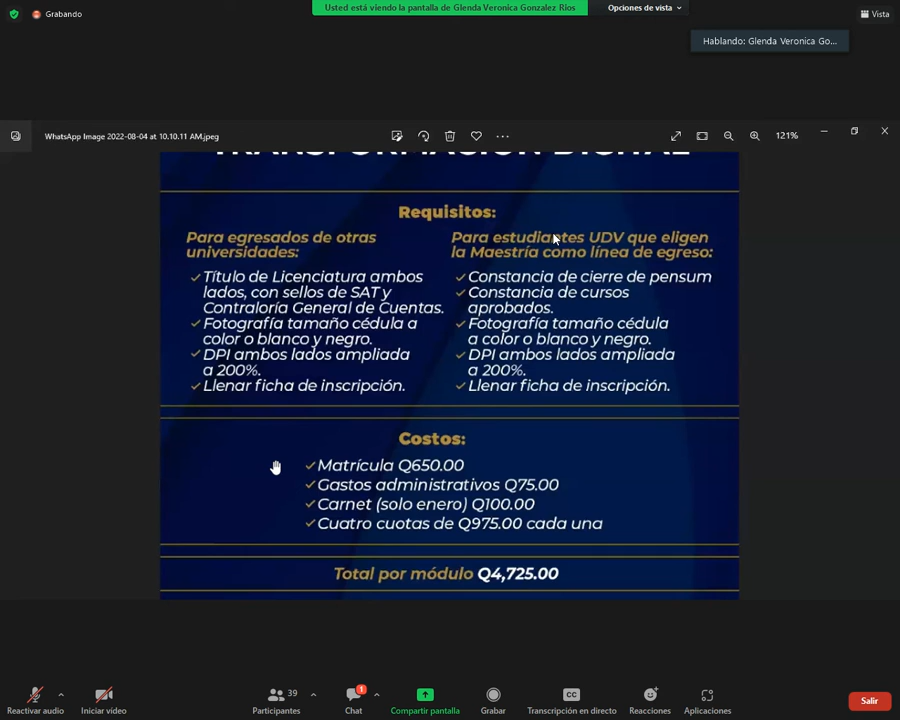 Grabando
Usted está viendo la pantalla de Glenda Veronica Gonzalez Rios
Opciones de vista
Vista
Hablando: Glenda Veronica Go...
WhatsApp Image 2022-08-04 at 10.10.11 AM.jpeg
121%
TRANSFORMACIÓN DIGITAL
Requisitos:
Para egresados de otras
universidades:
Título de Licenciatura ambos
lados, con sellos de SAT y
Contraloría General de Cuentas.
Fotografía tamaño cédula a
color o blanco y negro.
DPI ambos lados ampliada
a 200%.
Llenar ficha de inscripción.
Para estudiantes UDV que eligen
la Maestría como línea de egreso:
Constancia de cierre de pensum
Constancia de cursos
aprobados.
Fotografía tamaño cédula
a color o blanco y negro.
DPI ambos lados ampliada
a 200%.
Llenar ficha de inscripción.
Costos:
Matrícula Q650.00
Gastos administrativos Q75.00
Carnet (solo enero) Q100.00
Cuatro cuotas de Q975.00 cada una
Total por módulo Q4,725.00
Reactivar audio
Iniciar video
39
Participantes
1
Chat
Compartir pantalla
Grabar
CC
Transcripción en directo
Reacciones
Aplicaciones
Salir